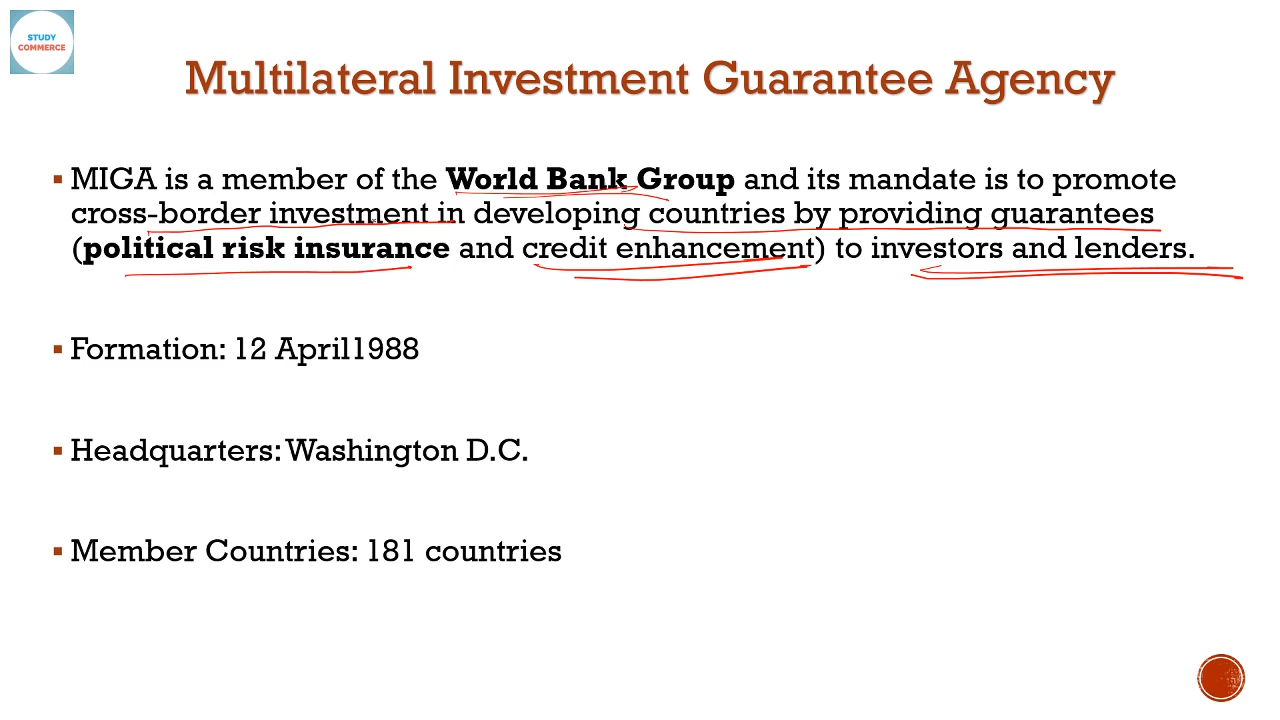 STUDY
COMMERCE
Multilateral Investment Guarantee Agency
▪ MIGA is a member of the World Bank Group and its mandate is to promote
cross-border investment in developing countries by providing guarantees
(political risk insurance and credit enhancement) to investors and lenders.
▪ Formation: 12 April1988
▪ Headquarters: Washington D.C.
▪ Member Countries: 181 countries